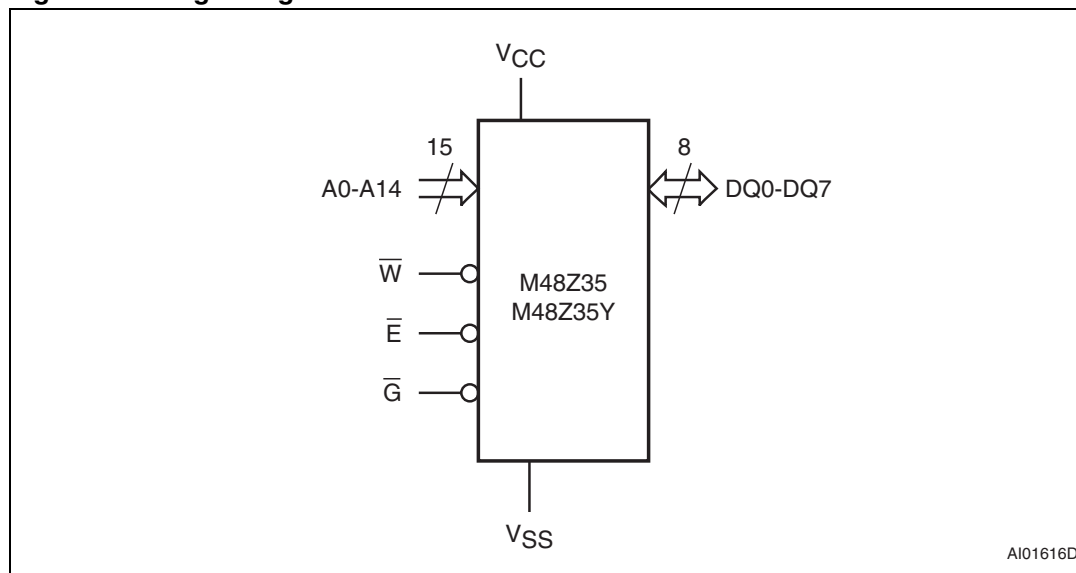 VCC
15
8
A0-A14
DQ0-DQ7
W̅
M48Z35
M48Z35Y
E̅
G̅
VSS
AI01616D